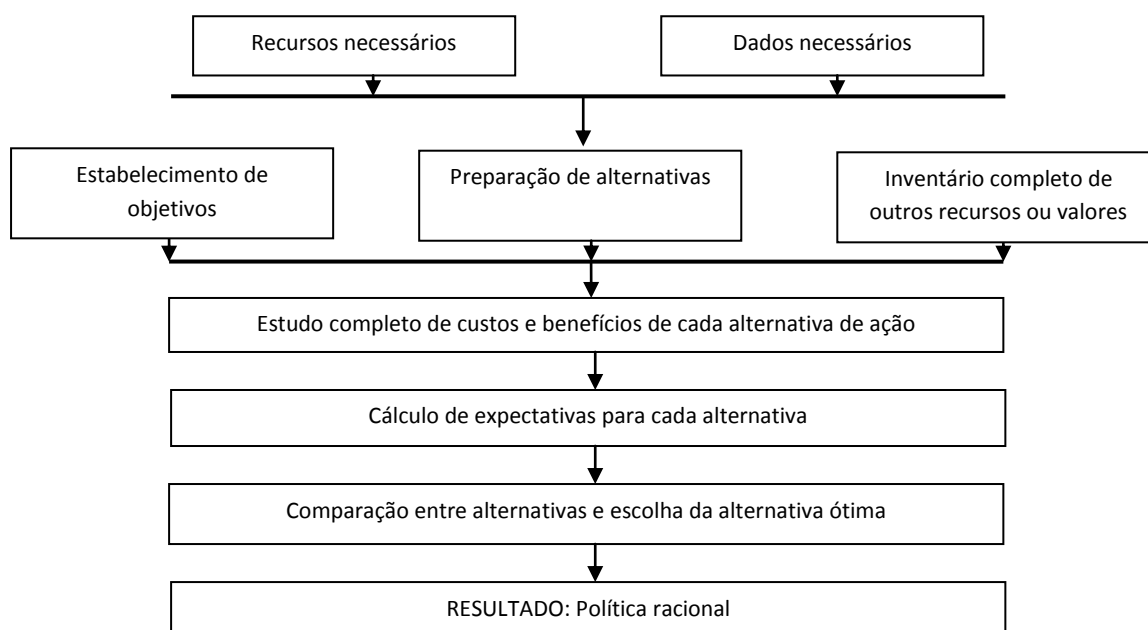 Recursos necessários
Dados necessários
Estabelecimento de
objetivos
Preparação de alternativas
Inventário completo de
outros recursos ou valores
Estudo completo de custos e benefícios de cada alternativa de ação
Cálculo de expectativas para cada alternativa
Comparação entre alternativas e escolha da alternativa ótima
RESULTADO: Política racional